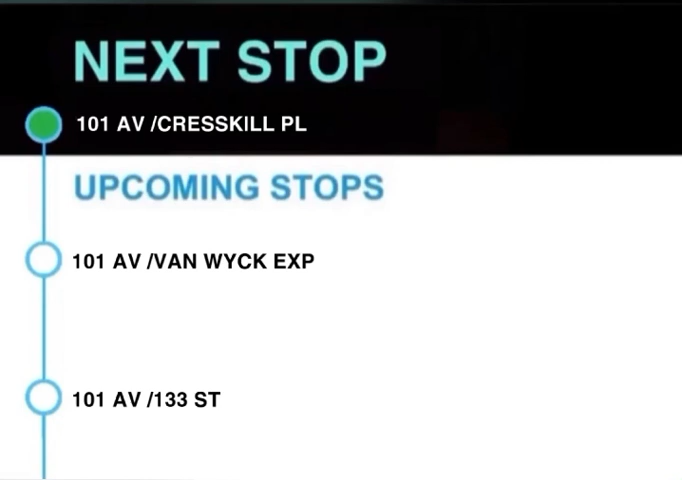 NEXT STOP
101 AV /CRESSKILL PL
UPCOMING STOPS
101 AV /VAN WYCK EXP
101 AV /133 ST